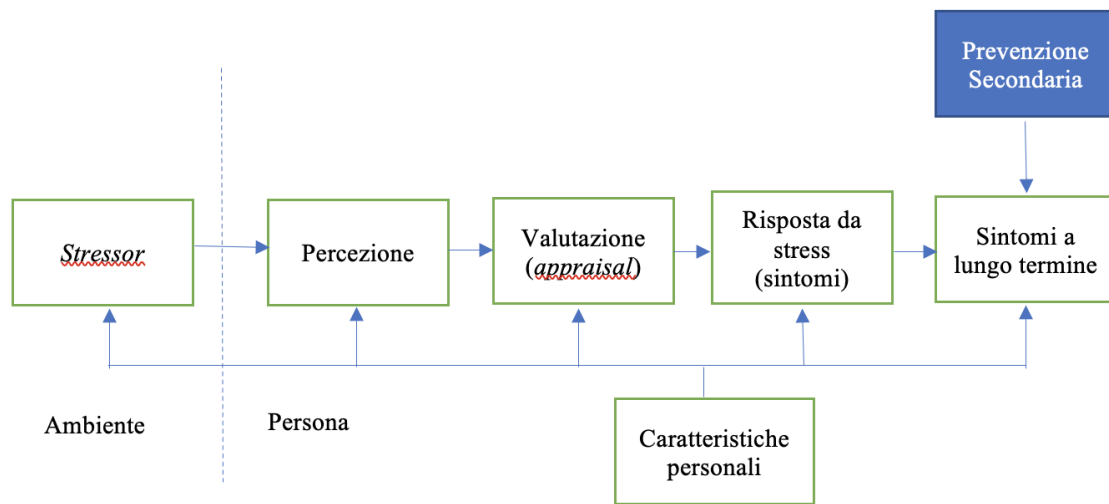 Prevenzione
Secondaria
Stressor
Percezione
Valutazione
(appraisal)
Risposta da
stress
(sintomi)
Sintomi a
lungo termine
Ambiente
Persona
Caratteristiche
personali